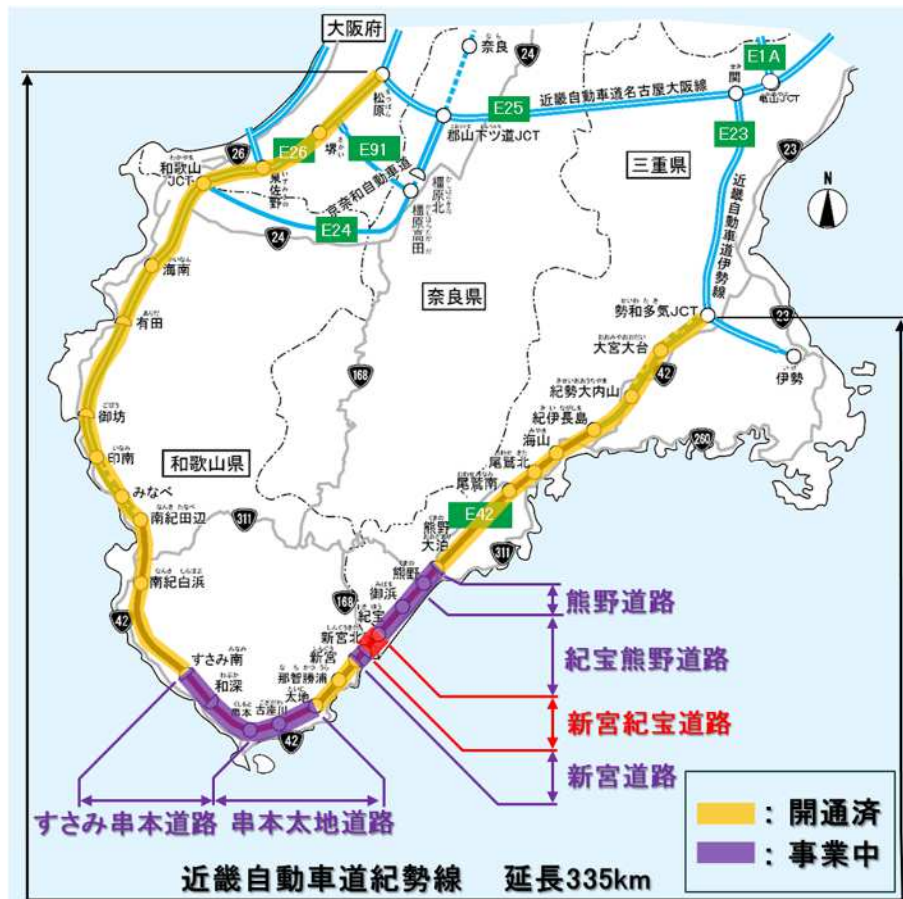 大阪府
奈良
24
E1A
関
亀山JCT
松原
E25
近畿自動車道名古屋大阪線
郡山下ツ道JCT
E23
23
26
E26
堺
E91
和歌山
JCT
泉佐野
京奈和自動車道
橿原北
橿原高田
三重県
近畿自動車道伊勢線
N
E24
24
海南
奈良県
勢和多気JCT
23
有田
大宮大台
42
伊勢
168
紀勢大内山
御坊
紀伊長島
海山
260
和歌山県
尾鷲北
印南
尾鷲南
みなべ
E42
南紀田辺
311
熊野
大泊
311
熊野
南紀白浜
御浜
熊野道路
168
紀宝
42
新宮北
紀宝熊野道路
すさみ南
新宮
那智勝浦
和深
太地
新宮紀宝道路
串本
古座川
42
新宮道路
すさみ串本道路
串本太地道路
:開通済
:事業中
近畿自動車道紀勢線 延長335km